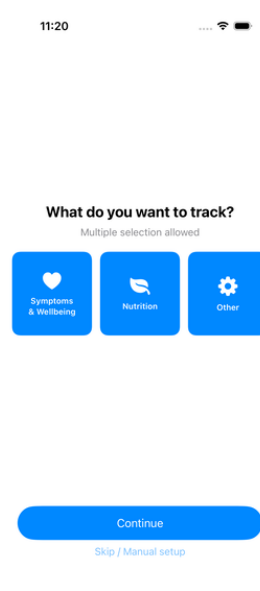 11:20
What do you want to track?
Multiple selection allowed
Symptoms
& Wellbeing
Nutrition
Other
Continue
Skip / Manual setup